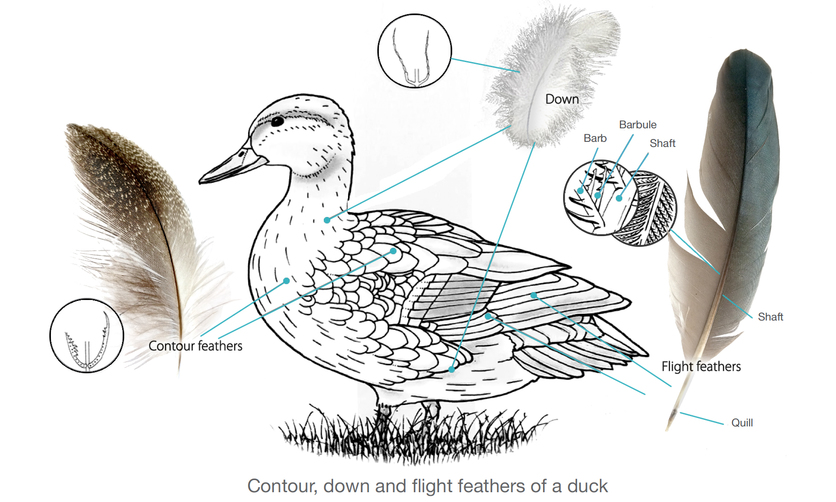 Down
Barbule
Barb
Shaft
Shaft
Contour feathers
Flight feathers
Quill
Contour, down and flight feathers of a duck